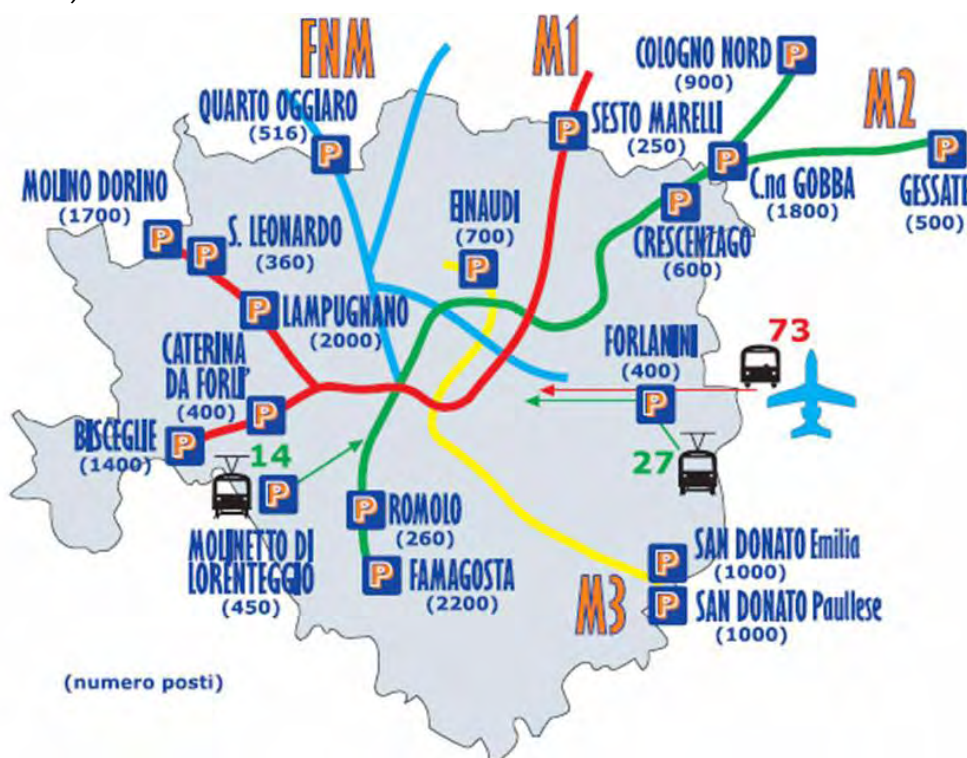 FNM
M1
COLOGNO NORD P
(900)
M2
QUARTO OGGIARO
(516)
P
P SESTO MARELLI
(250)
P
P
GESSATE
(500)
C.na GOBBA
(1800)
MOLINO DORINO
(1700)
P
P S. LEONARDO
(360)
EINAUDI
(700)
P
P
CRESCENZAGO
(600)
P LAMPUGNANO
(2000)
CATERINA
DA FORLI'
(400)
P
FORLANINI
(400)
P
73
BISCEGLIE
(1400)
P
14
P
27
MOLINETTO DI
LORENTEGGIO
(450)
P ROMOLO
(260)
P FAMAGOSTA
(2200)
M3
P SAN DONATO Emilia
(1000)
P SAN DONATO Paullese
(1000)
(numero posti)